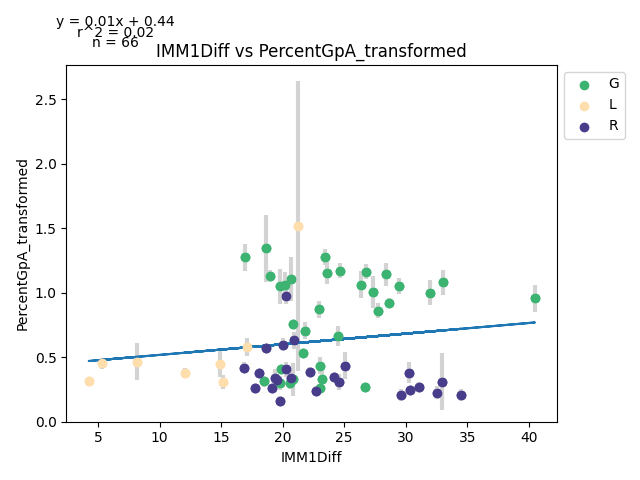 y = 0.01x + 0.44
r^2 = 0.02
n = 66
IMM1Diff vs PercentGpA_transformed
G
L
R
PercentGpA_transformed
2.5
2.0
1.5
1.0
0.5
0.0
5 10 15 20 25 30 35 40
IMM1Diff